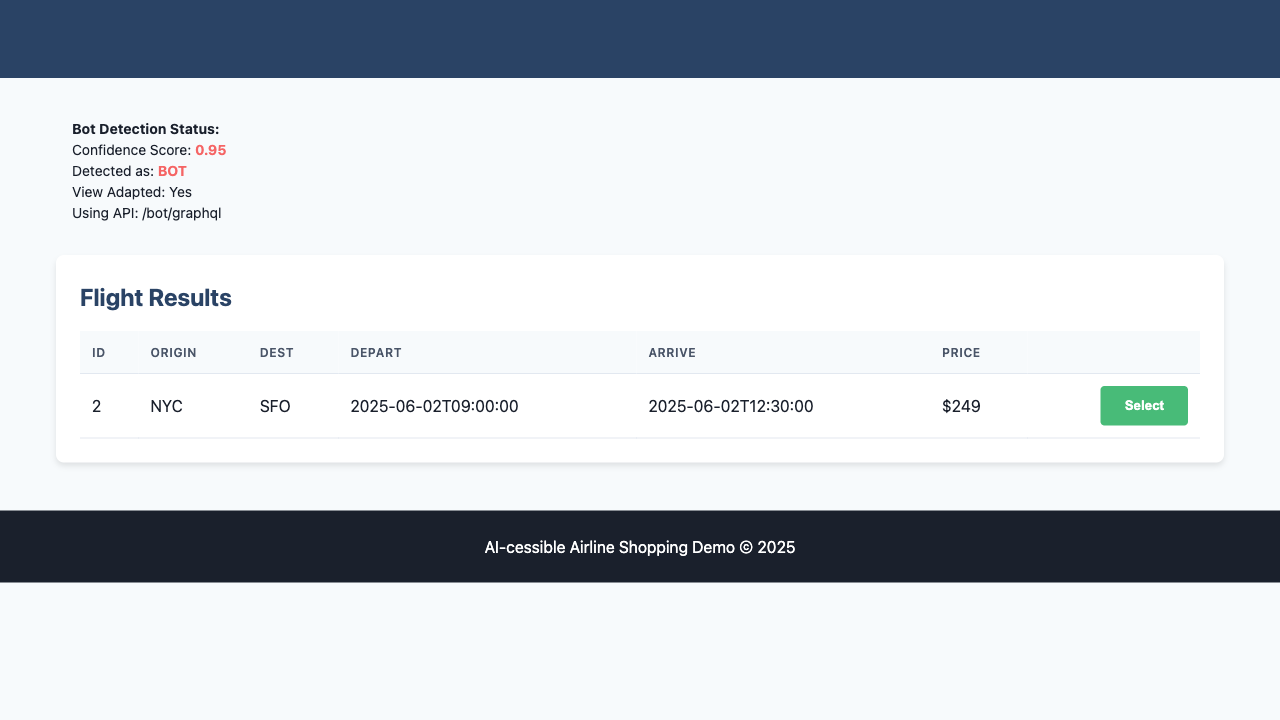 Bot Detection Status:
Confidence Score: 0.95
Detected as: BOT
View Adapted: Yes
Using API: /bot/graphql
Flight Results
ID ORIGIN DEST DEPART ARRIVE PRICE
2 NYC SFO 2025-06-02T09:00:00 2025-06-02T12:30:00 $249 Select
AI-cessible Airline Shopping Demo © 2025